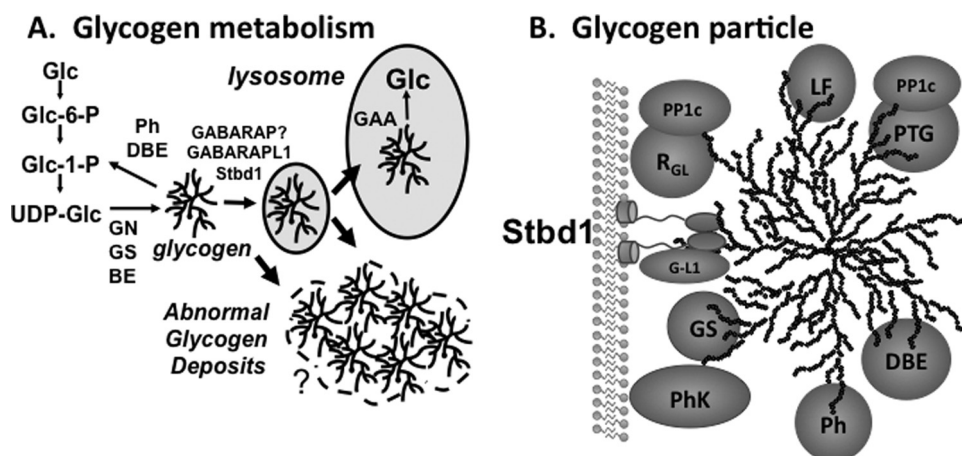 A. Glycogen metabolism
Glc
Glc-6-P
Glc-1-P
UDP-Glc
Ph
DBE
GN
GS
BE
glycogen
GABARAP?
GABARAPL1
Stbd1
lysosome
Glc
GAA
Abnormal
Glycogen
Deposits
?
B. Glycogen particle
PP1c
R_GL
LF
PP1c
PTG
Stbd1
G-L1
GS
PhK
DBE
Ph